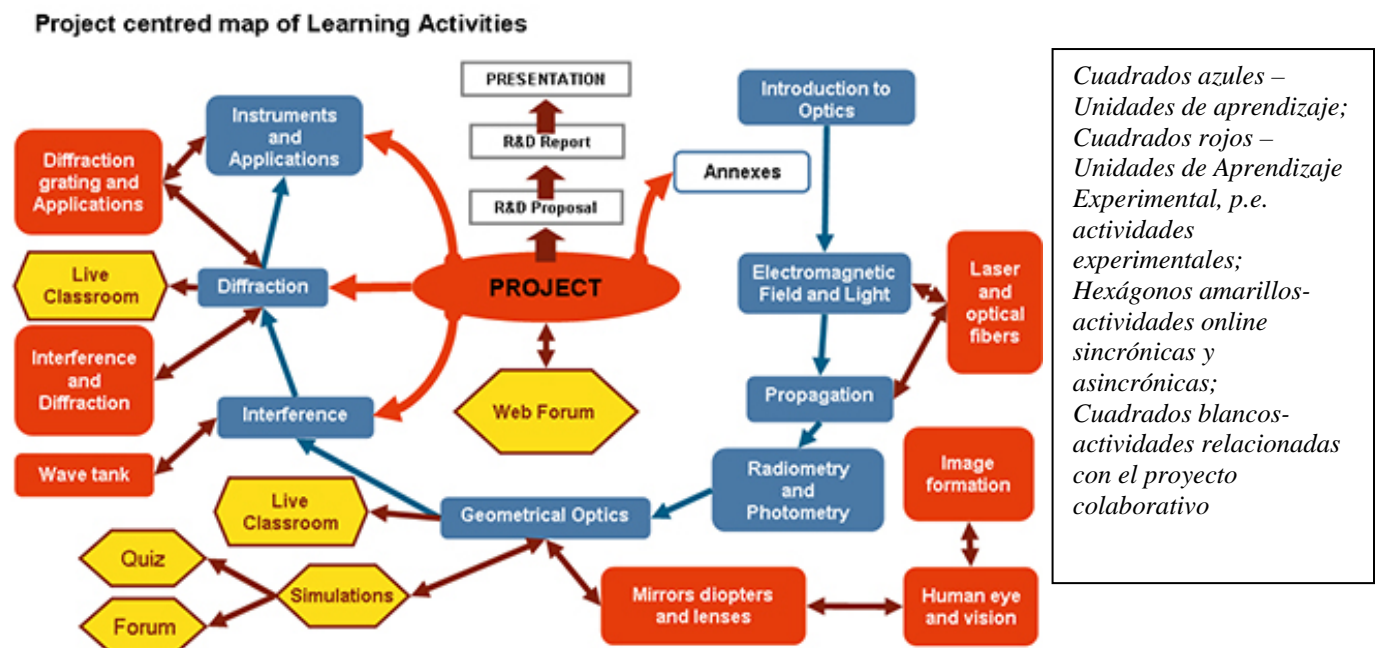 Project centred map of Learning Activities
PRESENTATION
R&D Report
R&D Proposal
PROJECT
Annexes
Introduction to
Optics
Instruments
and
Applications
Diffraction
grating and
Applications
Live
Classroom
Diffraction
Interference
and
Diffraction
Interference
Wave tank
Web Forum
Electromagnetic
Field and Light
Laser
and
optical
fibers
Propagation
Radiometry
and
Photometry
Image
formation
Live
Classroom
Geometrical Optics
Quiz
Simulations
Forum
Mirrors diopters
and lenses
Human eye
and vision
Cuadrados azules –
Unidades de aprendizaje;
Cuadrados rojos –
Unidades de Aprendizaje
Experimental, p.e.
actividades
experimentales;
Hexágonos amarillos-
actividades online
sincrónicas y
asincrónicas;
Cuadrados blancos-
actividades relacionadas
con el proyecto
colaborativo